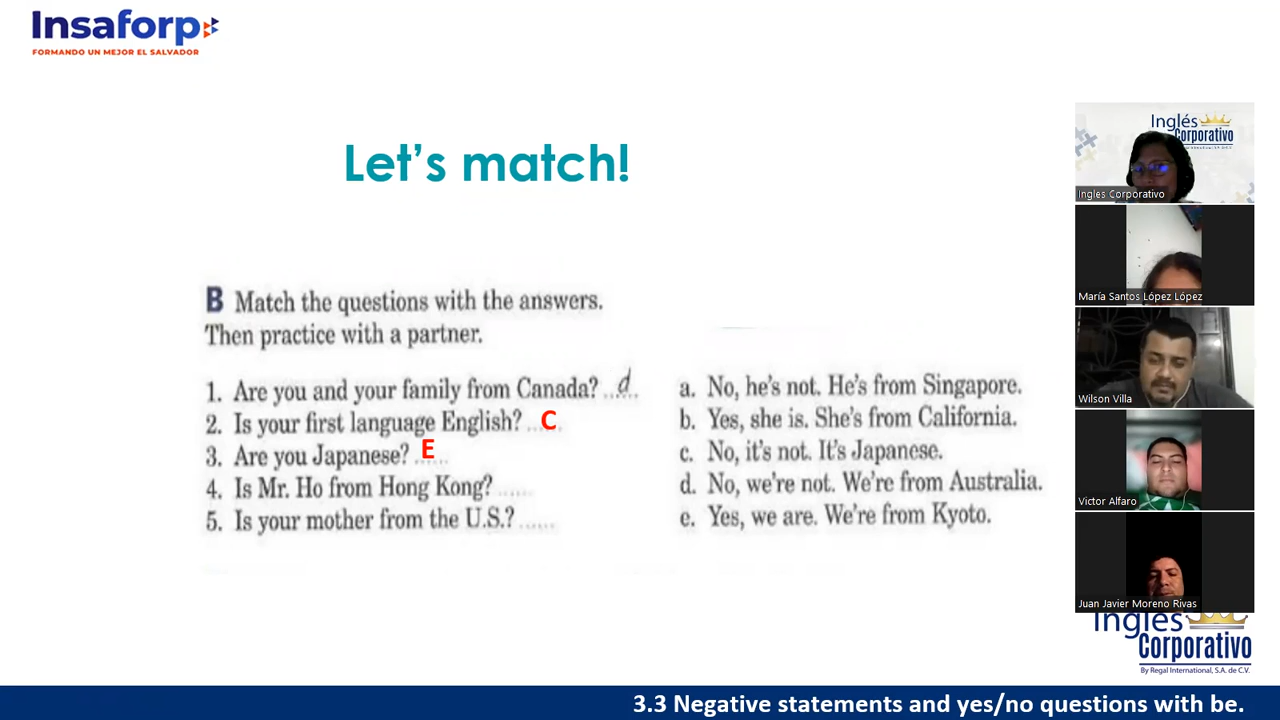 Insaforp
FORMANDO UN MEJOR EL SALVADOR
Let's match!
B Match the questions with the answers.
Then practice with a partner.
1. Are you and your family from Canada? ...d..
2. Is your first language English? ... C .
3. Are you Japanese? E ......
4. Is Mr. Ho from Hong Kong? ......
5. Is your mother from the U.S.? ......
a. No, he's not. He's from Singapore.
b. Yes, she is. She's from California.
c. No, it's not. It's Japanese.
d. No, we're not. We're from Australia.
e. Yes, we are. We're from Kyoto.
Inglés
Corporativo
Ingles Corporativo
María Santos López López
Wilson Villa
Victor Alfaro
Juan Javier Moreno Rivas
Inglés
Corporativo
By Regal International, S.A. de C.V.
3.3 Negative statements and yes/no questions with be.